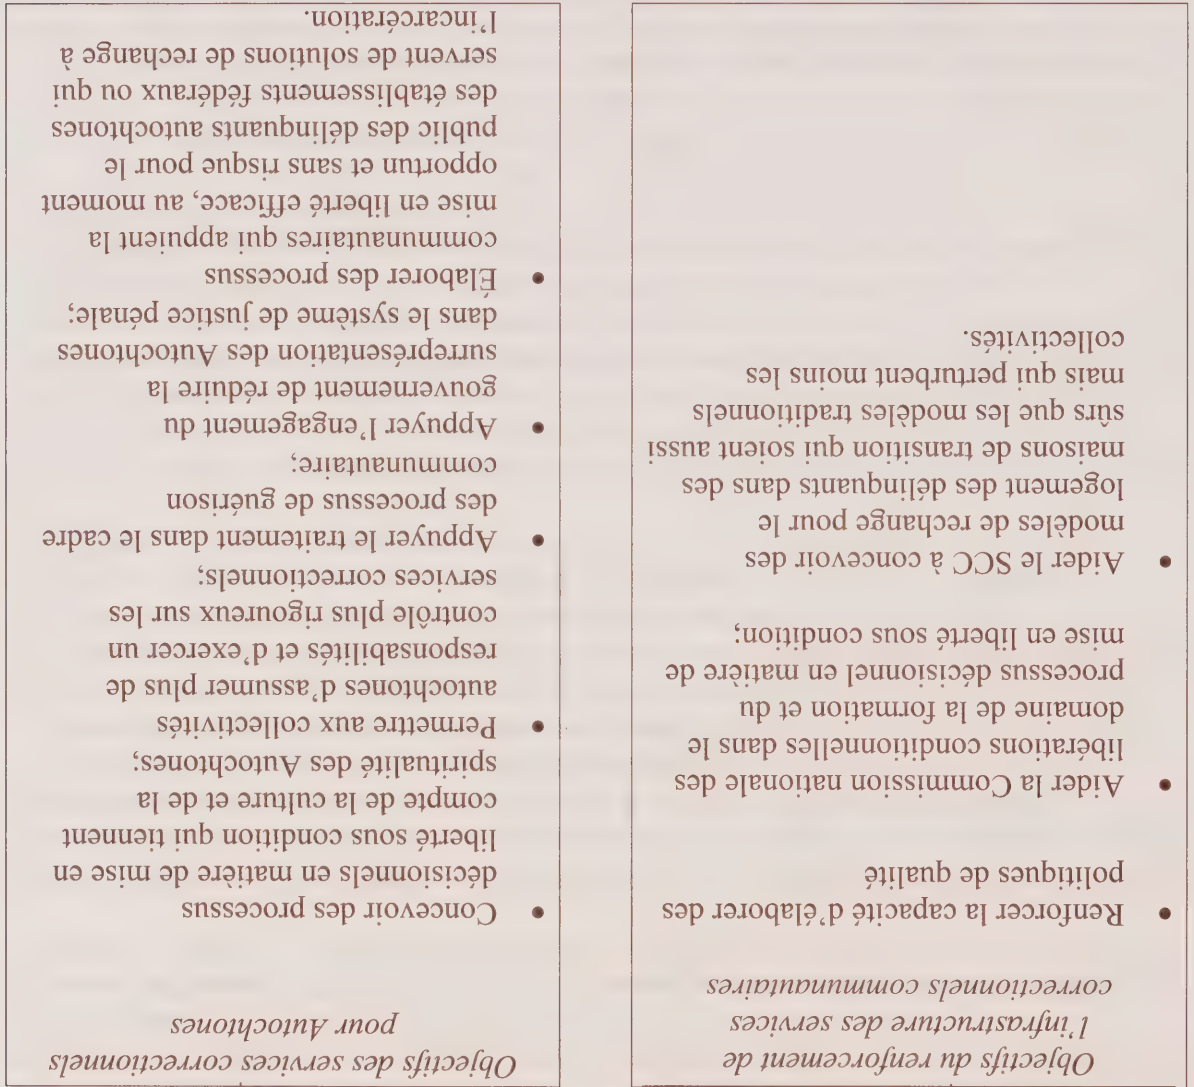 Objectifs du renforcement de
l'infrastructure des services
correctionnels communautaires
• Renforcer la capacité d'élaborer des
politiques de qualité
• Aider la Commission nationale des
libérations conditionnelles dans le
domaine de la formation et du
processus décisionnel en matière de
mise en liberté sous condition;
• Aider le SCC à concevoir des
modèles de rechange pour le
logement des délinquants dans des
maisons de transition qui soient aussi
sûrs que les modèles traditionnels
mais qui perturbent moins les
collectivités.
Objectifs des services correctionnels
pour Autochtones
• Concevoir des processus
décisionnels en matière de mise en
liberté sous condition qui tiennent
compte de la culture et de la
spiritualité des Autochtones;
• Permettre aux collectivités
autochtones d'assumer plus de
responsabilités et d'exercer un
contrôle plus rigoureux sur les
services correctionnels;
• Appuyer le traitement dans le cadre
des processus de guérison
communautaire;
• Appuyer l'engagement du
gouvernement de réduire la
surreprésentation des Autochtones
dans le système de justice pénale;
• Élaborer des processus
communautaires qui appuient la
mise en liberté efficace, au moment
opportun et sans risque pour le
public des délinquants autochtones
des établissements fédéraux ou qui
servent de solutions de rechange à
l'incarcération.